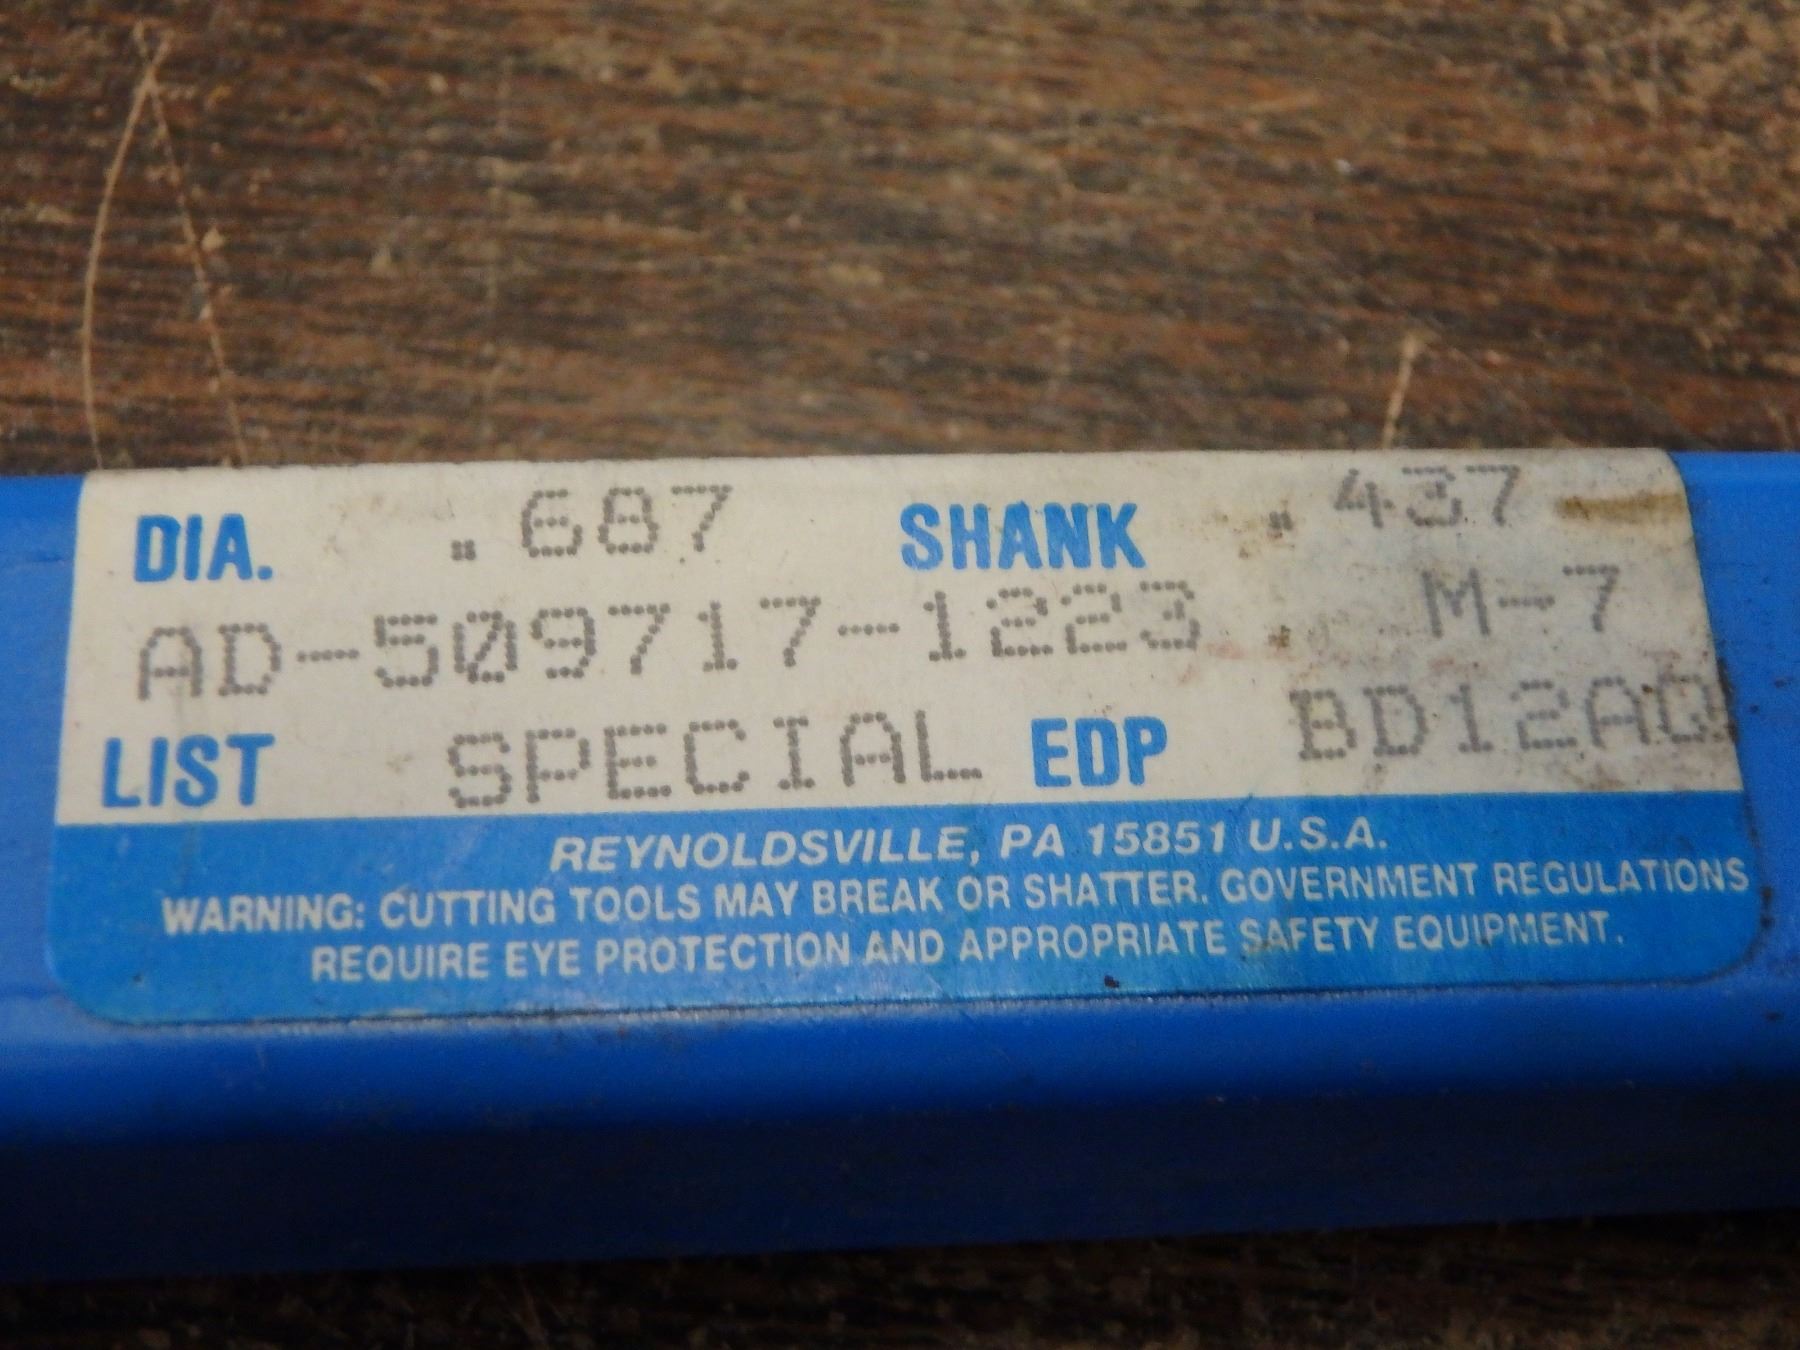 DIA. .687 SHANK .437
AD-509717-1223 M-7
LIST SPECIAL EDP BD12AQ
REYNOLDSVILLE, PA 15851 U.S.A.
WARNING: CUTTING TOOLS MAY BREAK OR SHATTER. GOVERNMENT REGULATIONS
REQUIRE EYE PROTECTION AND APPROPRIATE SAFETY EQUIPMENT.